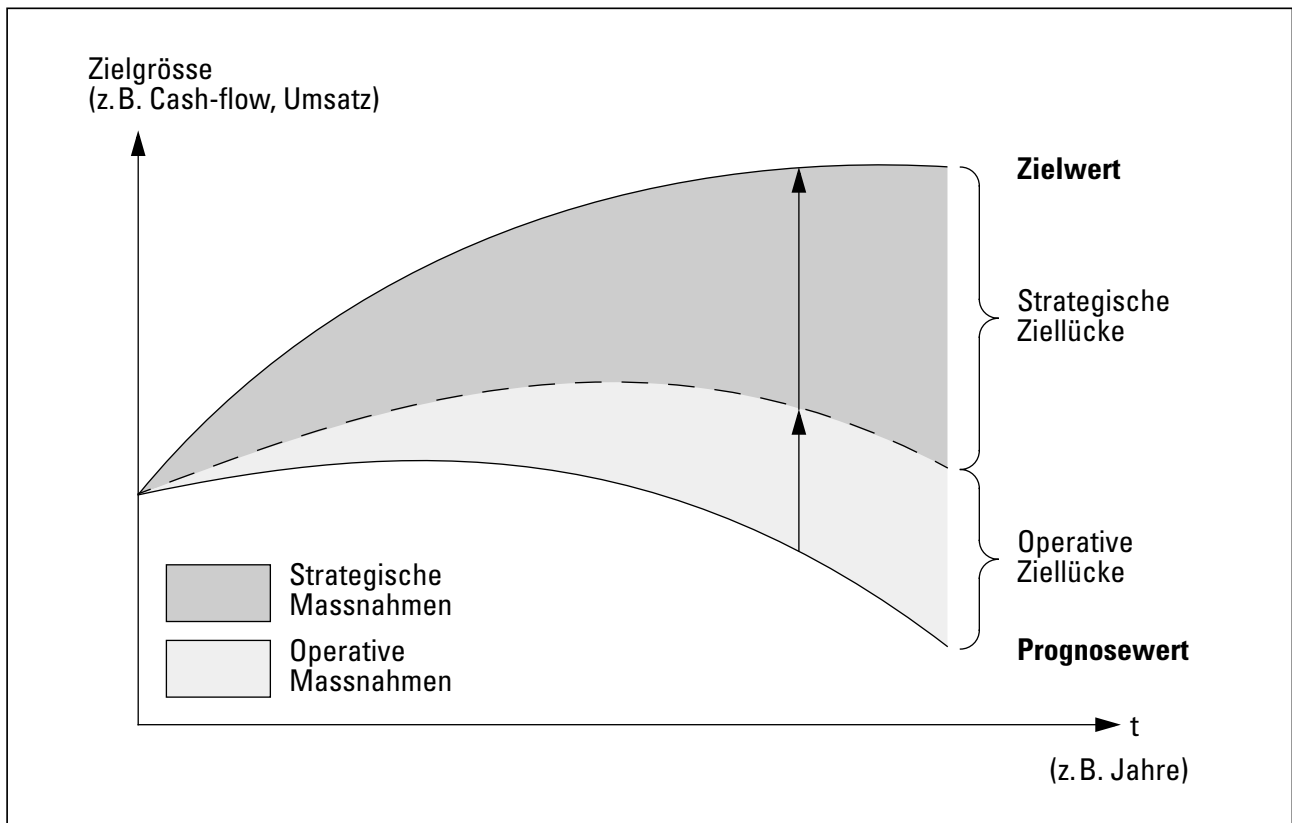 Zielgrösse
(z. B. Cash-flow, Umsatz)
Zielwert
Strategische
Ziellücke
Operative
Ziellücke
Prognosewert
Strategische
Massnahmen
Operative
Massnahmen
t
(z. B. Jahre)